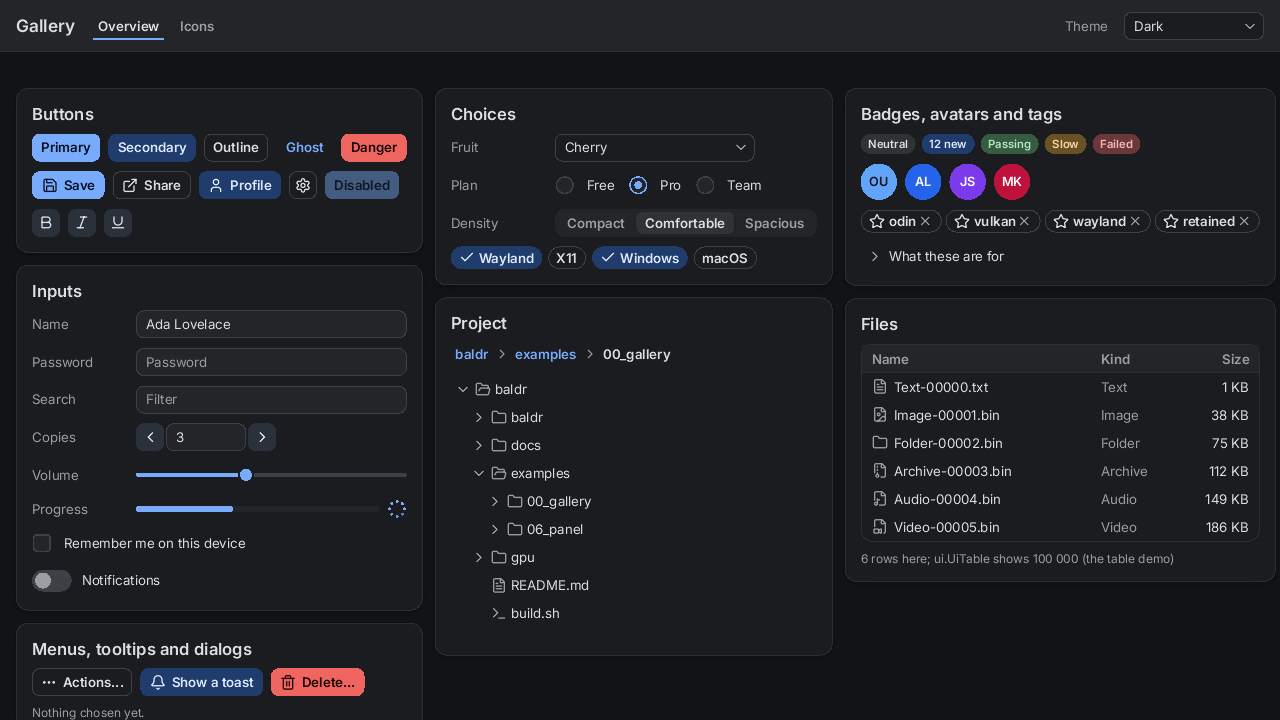 Gallery Overview Icons Theme Dark
Buttons
Primary Secondary Outline Ghost Danger
Save Share Profile Disabled
B I U
Inputs
Name Ada Lovelace
Password Password
Search Filter
Copies 3
Volume
Progress
Remember me on this device
Notifications
Menus, tooltips and dialogs
Actions... Show a toast Delete...
Nothing chosen yet.
Choices
Fruit Cherry
Plan Free Pro Team
Density Compact Comfortable Spacious
Wayland X11 Windows macOS
Project
baldr examples 00_gallery
baldr
baldr
docs
examples
00_gallery
06_panel
gpu
README.md
build.sh
Badges, avatars and tags
Neutral 12 new Passing Slow Failed
OU AL JS MK
odin vulkan wayland retained
What these are for
Files
Name Kind Size
Text-00000.txt Text 1 KB
Image-00001.bin Image 38 KB
Folder-00002.bin Folder 75 KB
Archive-00003.bin Archive 112 KB
Audio-00004.bin Audio 149 KB
Video-00005.bin Video 186 KB
6 rows here; ui.UiTable shows 100 000 (the table demo)